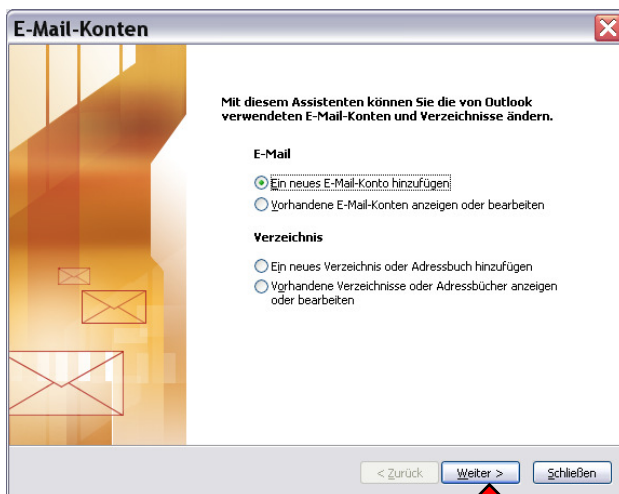 E-Mail-Konten
Mit diesem Assistenten können Sie die von Outlook
verwendeten E-Mail-Konten und Verzeichnisse ändern.
E-Mail
Ein neues E-Mail-Konto hinzufügen
Vorhandene E-Mail-Konten anzeigen oder bearbeiten
Verzeichnis
Ein neues Verzeichnis oder Adressbuch hinzufügen
Vorhandene Verzeichnisse oder Adressbücher anzeigen
oder bearbeiten
< Zurück Weiter > Schließen